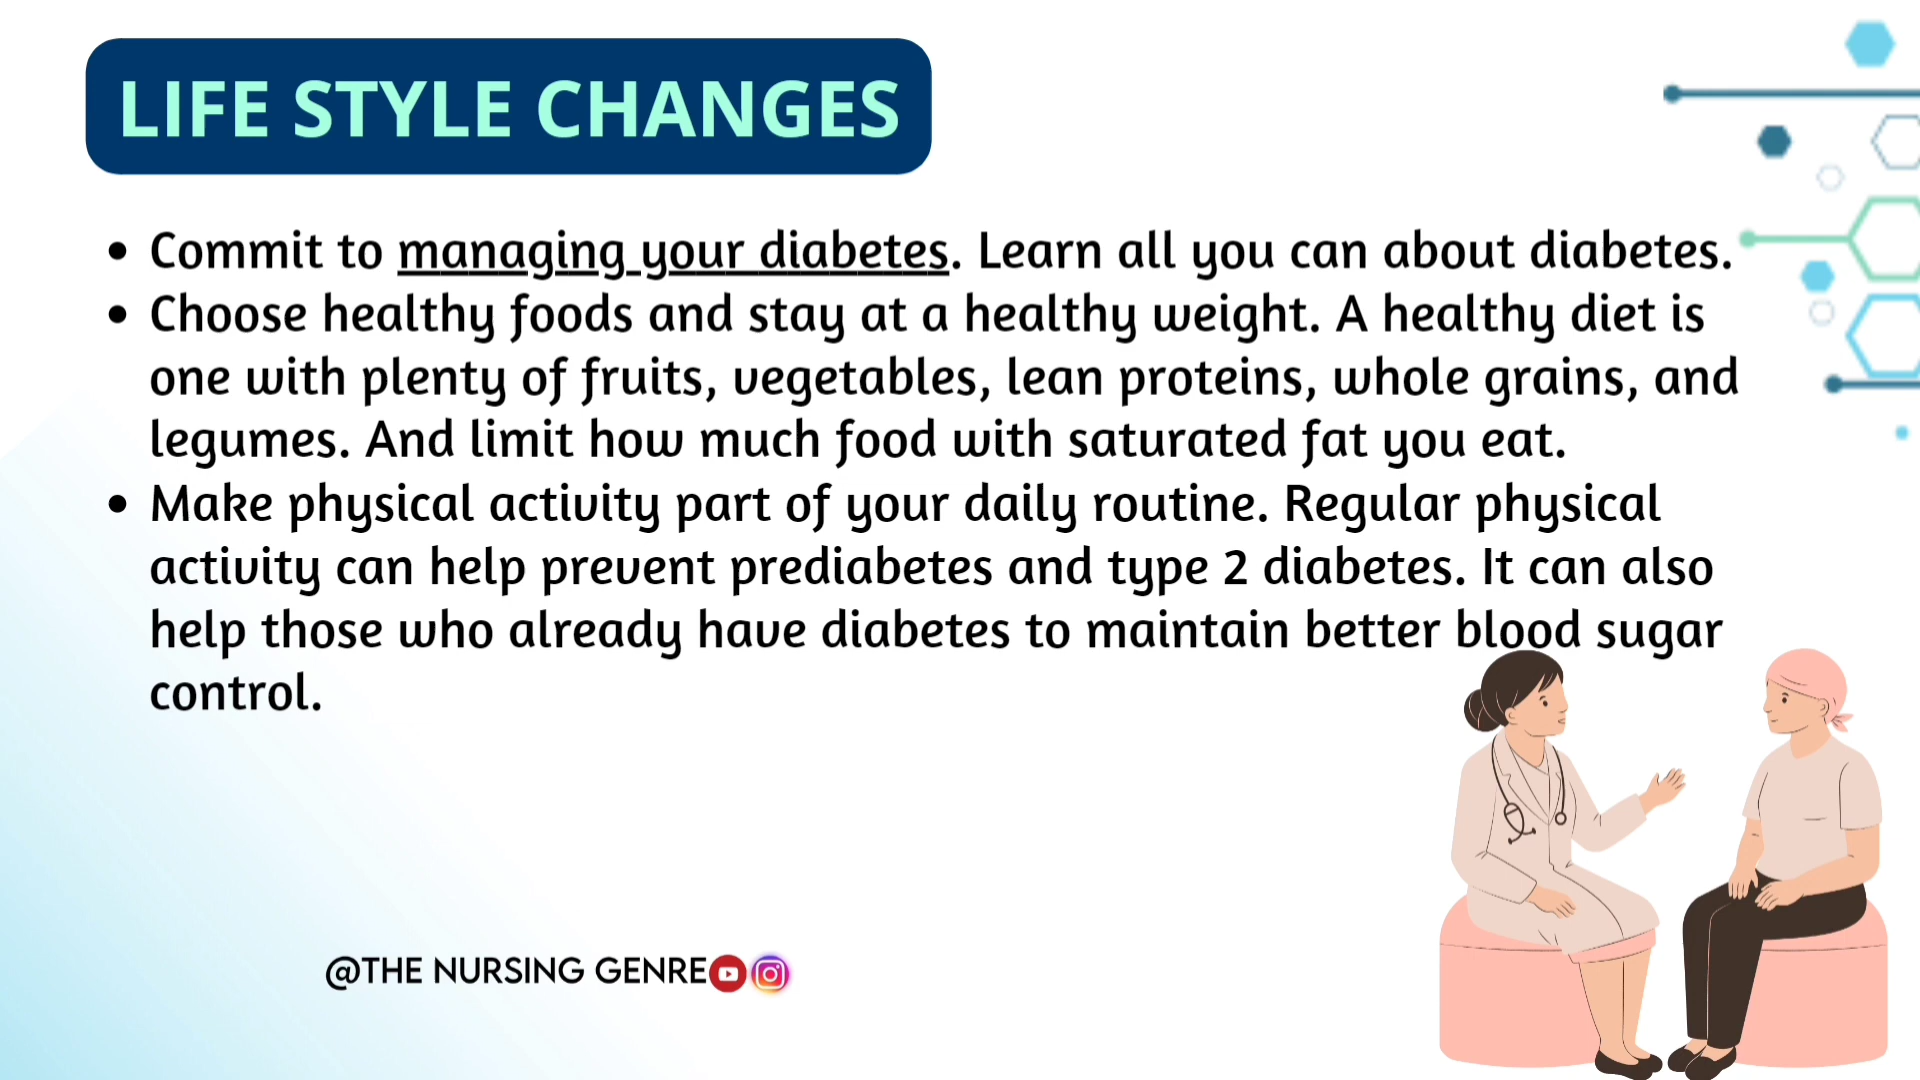 LIFE STYLE CHANGES
• Commit to managing your diabetes. Learn all you can about diabetes.
• Choose healthy foods and stay at a healthy weight. A healthy diet is
one with plenty of fruits, vegetables, lean proteins, whole grains, and
legumes. And limit how much food with saturated fat you eat.
• Make physical activity part of your daily routine. Regular physical
activity can help prevent prediabetes and type 2 diabetes. It can also
help those who already have diabetes to maintain better blood sugar
control.
@THE NURSING GENRE